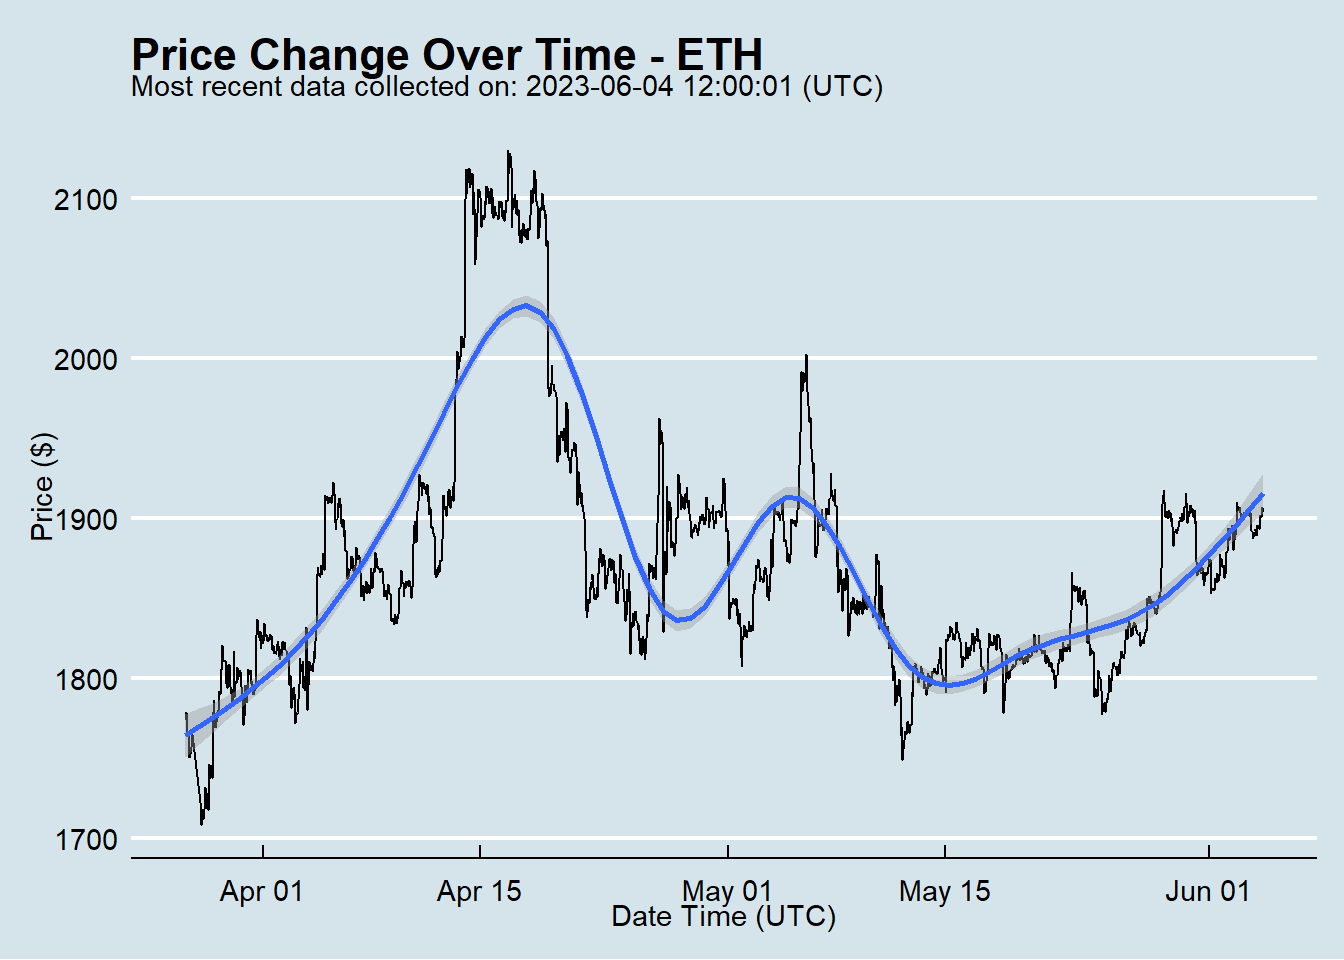 Price Change Over Time - ETH
Most recent data collected on: 2023-06-04 12:00:01 (UTC)
Price ($)
2100
2000
1900
1800
1700
Apr 01
Apr 15
May 01
May 15
Jun 01
Date Time (UTC)